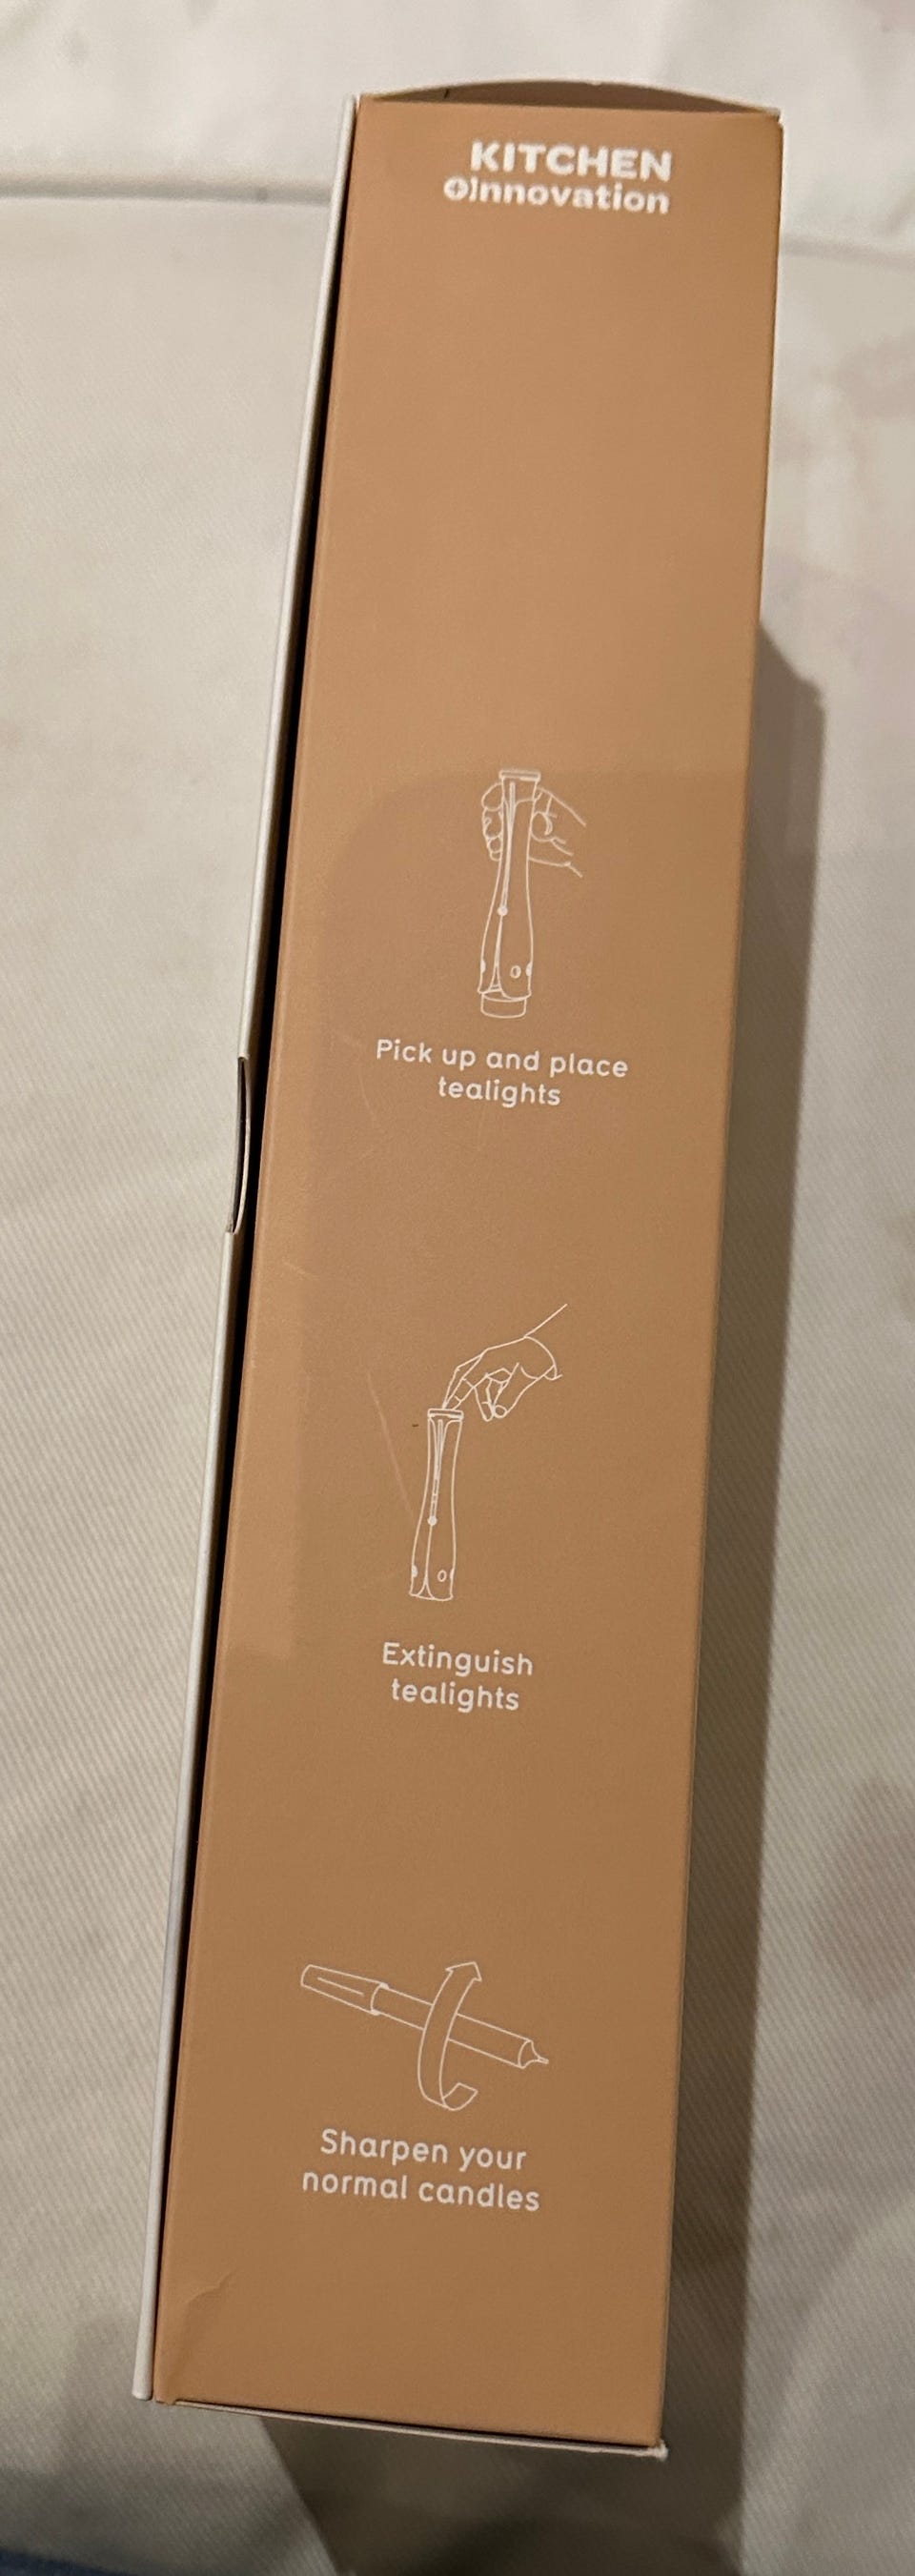 KITCHEN
+Innovation
Pick up and place
tealights
Extinguish
tealights
Sharpen your
normal candles